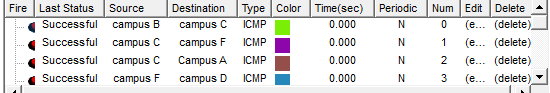 Fire Last Status Source Destination Type Color Time(sec) Periodic Num Edit Delete
Successful campus B campus C ICMP 0.000 N 0 (e... (delete)
Successful campus C campus F ICMP 0.000 N 1 (e... (delete)
Successful campus C Campus A ICMP 0.000 N 2 (e... (delete)
Successful campus F campus D ICMP 0.000 N 3 (e... (delete)